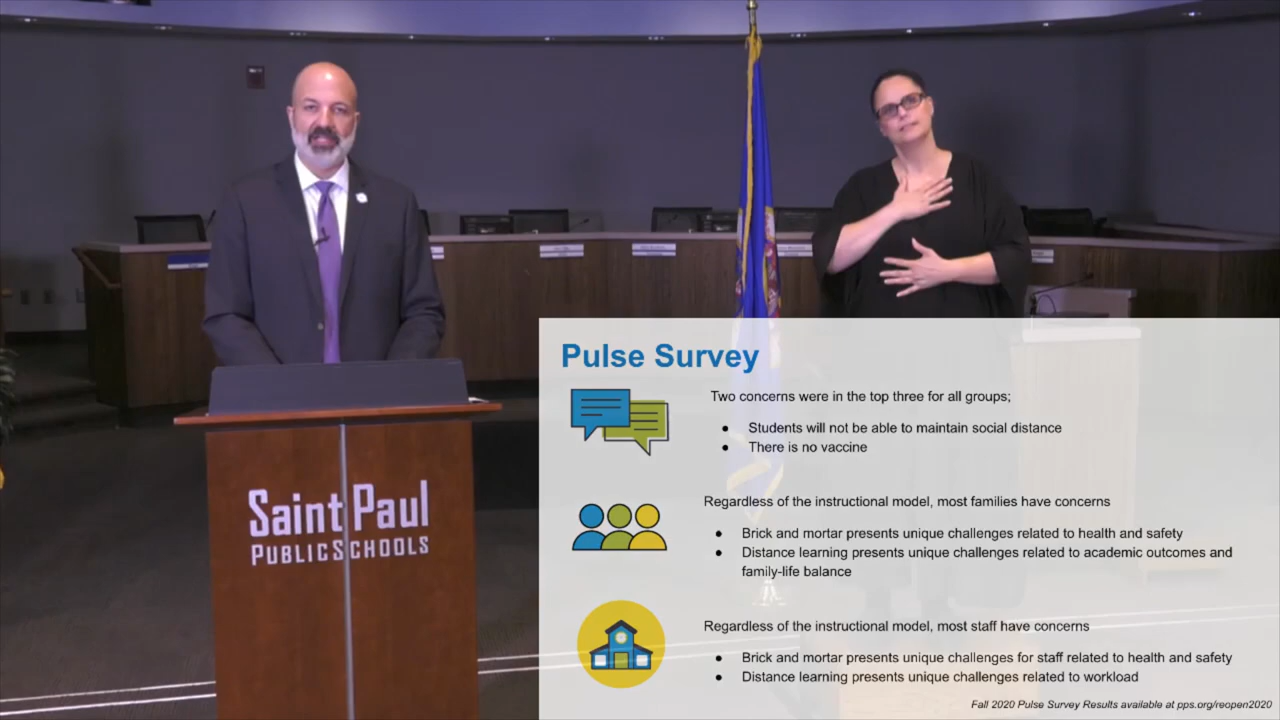 Saint Paul
PUBLIC SCHOOLS
Pulse Survey
Two concerns were in the top three for all groups;
● Students will not be able to maintain social distance
● There is no vaccine
Regardless of the instructional model, most families have concerns
● Brick and mortar presents unique challenges related to health and safety
● Distance learning presents unique challenges related to academic outcomes and
family-life balance
Regardless of the instructional model, most staff have concerns
● Brick and mortar presents unique challenges for staff related to health and safety
● Distance learning presents unique challenges related to workload
Fall 2020 Pulse Survey Results available at pps.org/reopen2020